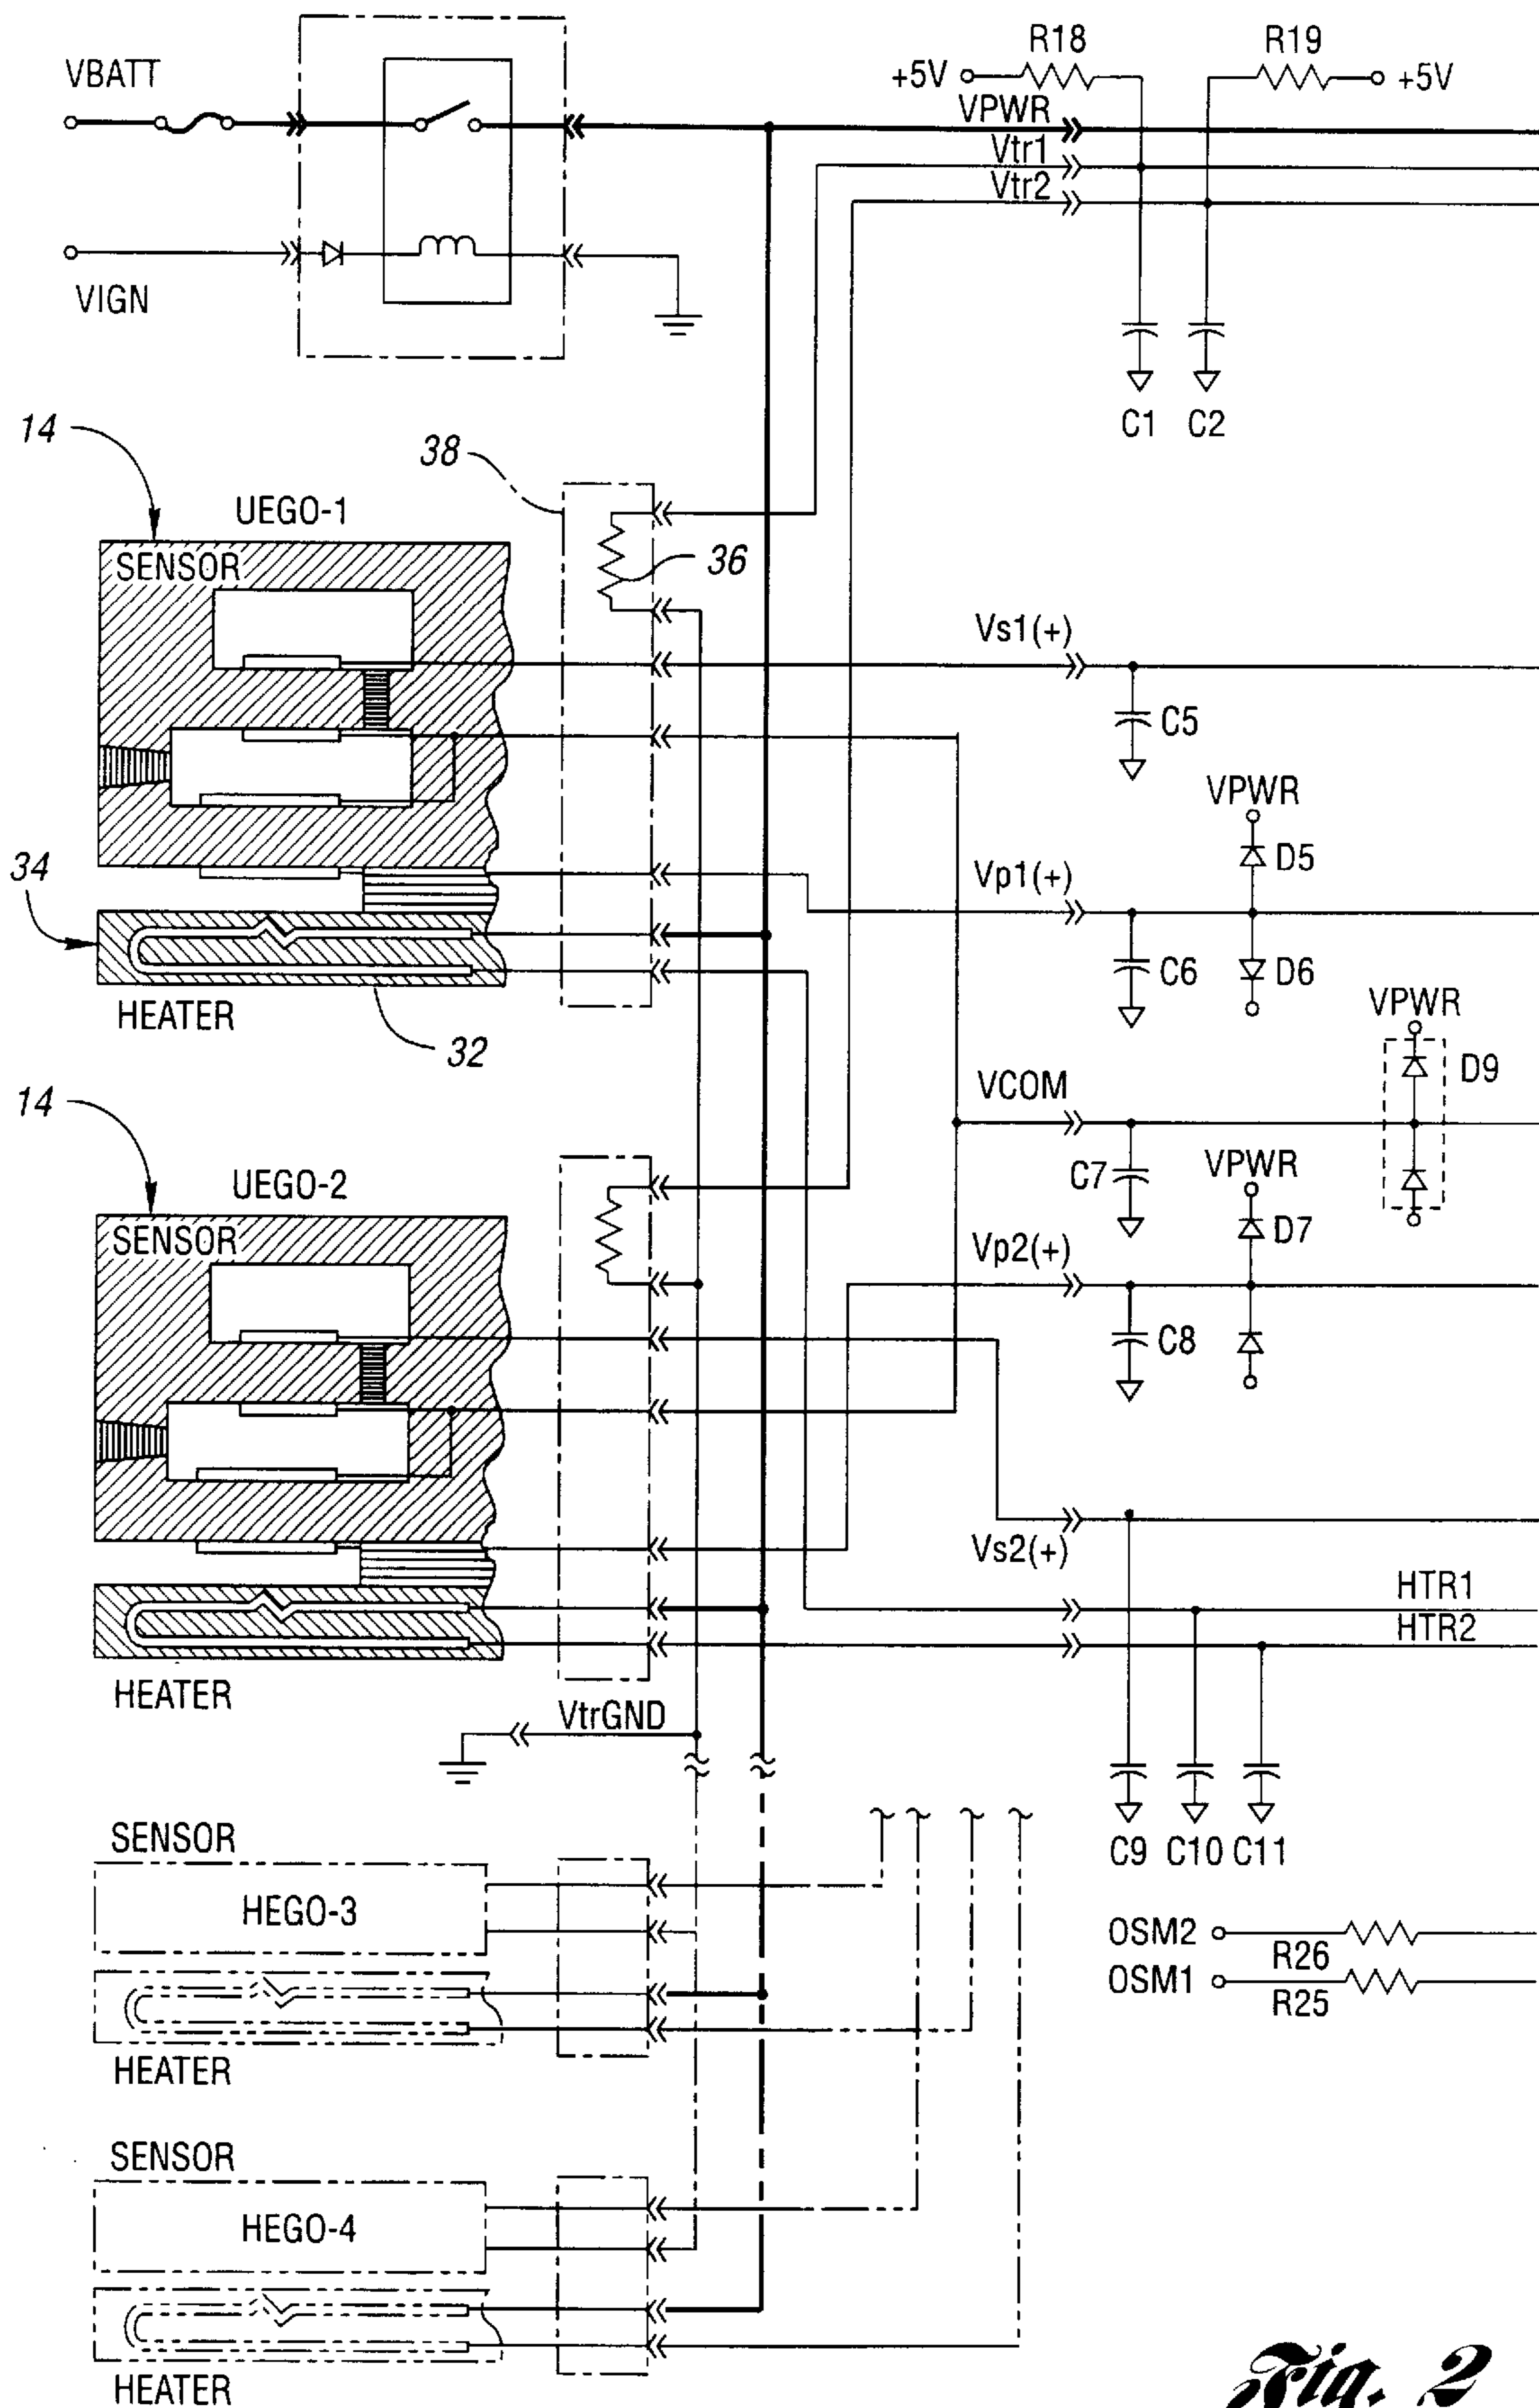 R18
R19
VBATT
+5V
+5V
VPWR
Vtr1
Vtr2
VIGN
C1
C2
14
38
UEGO-1
SENSOR
36
Vs1(+)
C5
VPWR
D5
34
Vp1(+)
C6
D6
HEATER
VPWR
32
D9
VCOM
14
C7
VPWR
UEGO-2
D7
SENSOR
Vp2(+)
C8
Vs2(+)
HTR1
HTR2
HEATER
VtrGND
SENSOR
C9
C10
C11
HEGO-3
OSM2
R26
OSM1
R25
HEATER
SENSOR
HEGO-4
HEATER
Fig. 2